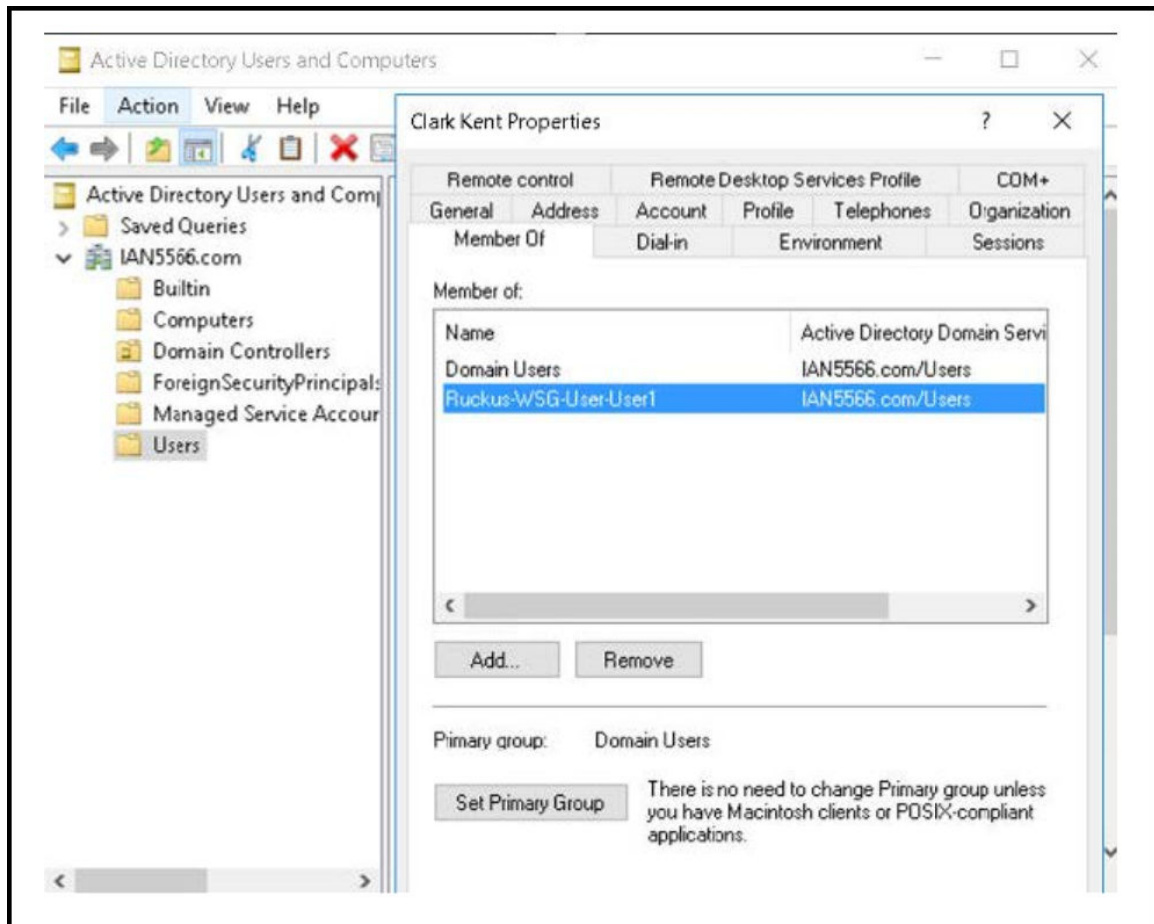 Active Directory Users and Computers
File Action View Help
Active Directory Users and Comp
Saved Queries
IAN5566.com
Builtin
Computers
Domain Controllers
ForeignSecurityPrincipals
Managed Service Accour
Users
Clark Kent Properties
?
Remote control Remote Desktop Services Profile COM+
General Address Account Profile Telephones Organization
Member Of Dial-in Environment Sessions
Member of:
Name Active Directory Domain Servi
Domain Users IAN5566.com/Users
Ruckus-WSG-User-User1 IAN5566.com/Users
Add... Remove
Primary group: Domain Users
Set Primary Group
There is no need to change Primary group unless
you have Macintosh clients or POSIX-compliant
applications.